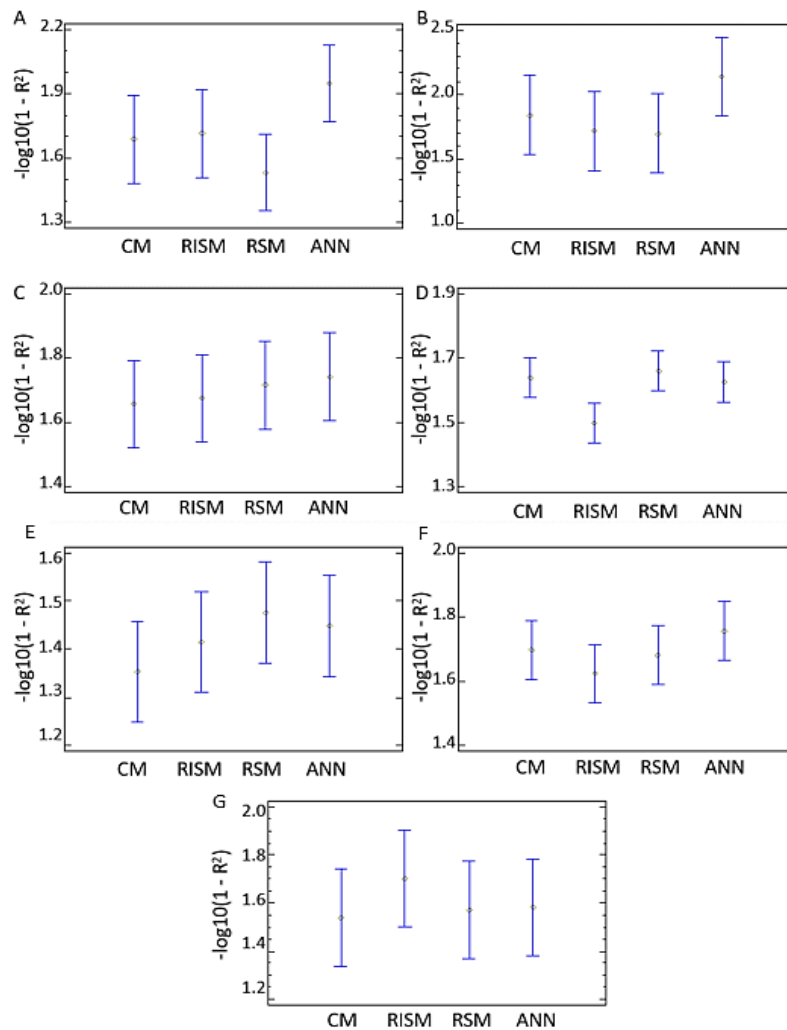 A
-log10(1 - R²)
2.2
1.9
1.6
1.3
CM RISM RSM ANN
B
-log10(1 - R²)
2.5
2.0
1.5
1.0
CM RISM RSM ANN
C
-log10(1 - R²)
2.0
1.8
1.6
1.4
CM RISM RSM ANN
D
-log10(1 - R²)
1.9
1.7
1.5
1.3
CM RISM RSM ANN
E
-log10(1 - R²)
1.6
1.5
1.4
1.3
1.2
CM RISM RSM ANN
F
-log10(1 - R²)
2.0
1.8
1.6
1.4
CM RISM RSM ANN
G
-log10(1 - R²)
2.0
1.8
1.6
1.4
1.2
CM RISM RSM ANN